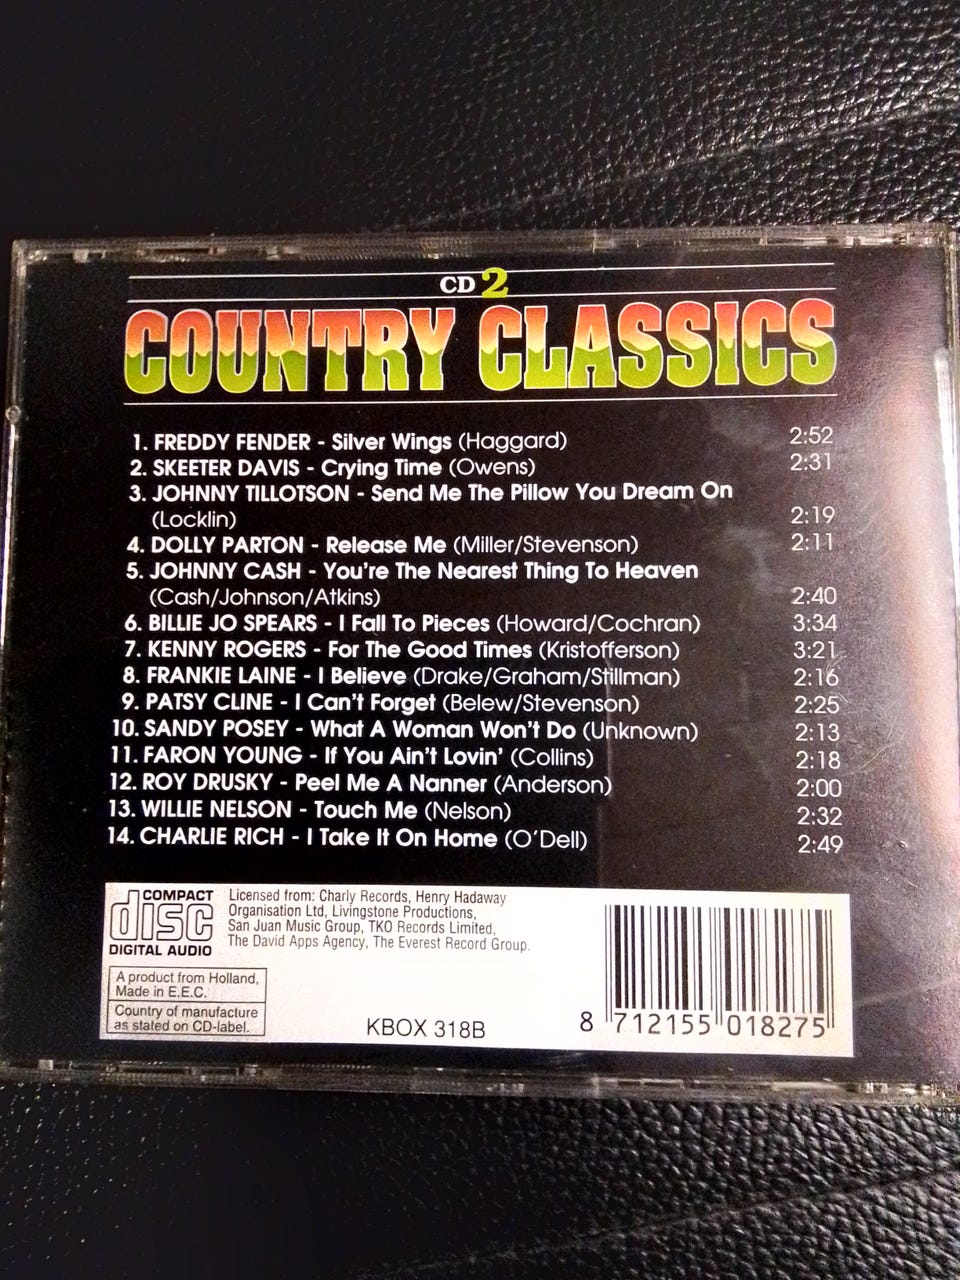 CD 2
COUNTRY CLASSICS
1. FREDDY FENDER - Silver Wings (Haggard) 2:52
2. SKEETER DAVIS - Crying Time (Owens) 2:31
3. JOHNNY TILLOTSON - Send Me The Pillow You Dream On
(Locklin) 2:19
4. DOLLY PARTON - Release Me (Miller/Stevenson) 2:11
5. JOHNNY CASH - You're The Nearest Thing To Heaven
(Cash/Johnson/Atkins) 2:40
6. BILLIE JO SPEARS - I Fall To Pieces (Howard/Cochran) 3:34
7. KENNY ROGERS - For The Good Times (Kristofferson) 3:21
8. FRANKIE LAINE - I Believe (Drake/Graham/Stillman) 2:16
9. PATSY CLINE - I Can't Forget (Belew/Stevenson) 2:25
10. SANDY POSEY - What A Woman Won't Do (Unknown) 2:13
11. FARON YOUNG - If You Ain't Lovin' (Collins) 2:18
12. ROY DRUSKY - Peel Me A Nanner (Anderson) 2:00
13. WILLIE NELSON - Touch Me (Nelson) 2:32
14. CHARLIE RICH - I Take It On Home (O'Dell) 2:49
COMPACT
disc
DIGITAL AUDIO
Licensed from: Charly Records, Henry Hadaway
Organisation Ltd, Livingstone Productions,
San Juan Music Group, TKO Records Limited,
The David Apps Agency, The Everest Record Group.
A product from Holland,
Made in E.E.C.
Country of manufacture
as stated on CD-label.
KBOX 318B
8 712155 018275